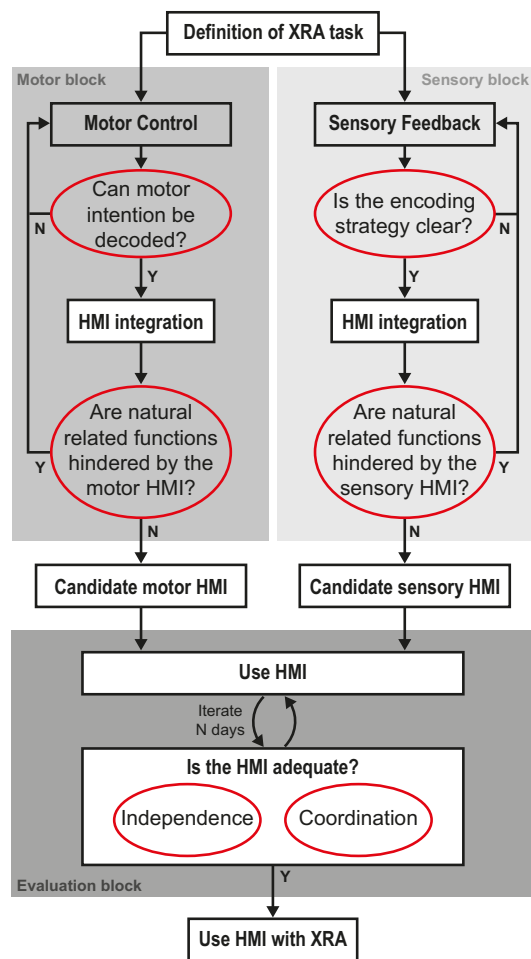 Definition of XRA task
Motor block
Sensory block
Motor Control
Sensory Feedback
Can motor
intention be
decoded?
N
Is the encoding
strategy clear?
N
Y
Y
HMI integration
HMI integration
Are natural
related functions
hindered by the
motor HMI?
Y
Are natural
related functions
hindered by the
sensory HMI?
Y
N
N
Candidate motor HMI
Candidate sensory HMI
Use HMI
Iterate
N days
Is the HMI adequate?
Independence
Coordination
Y
Evaluation block
Use HMI with XRA